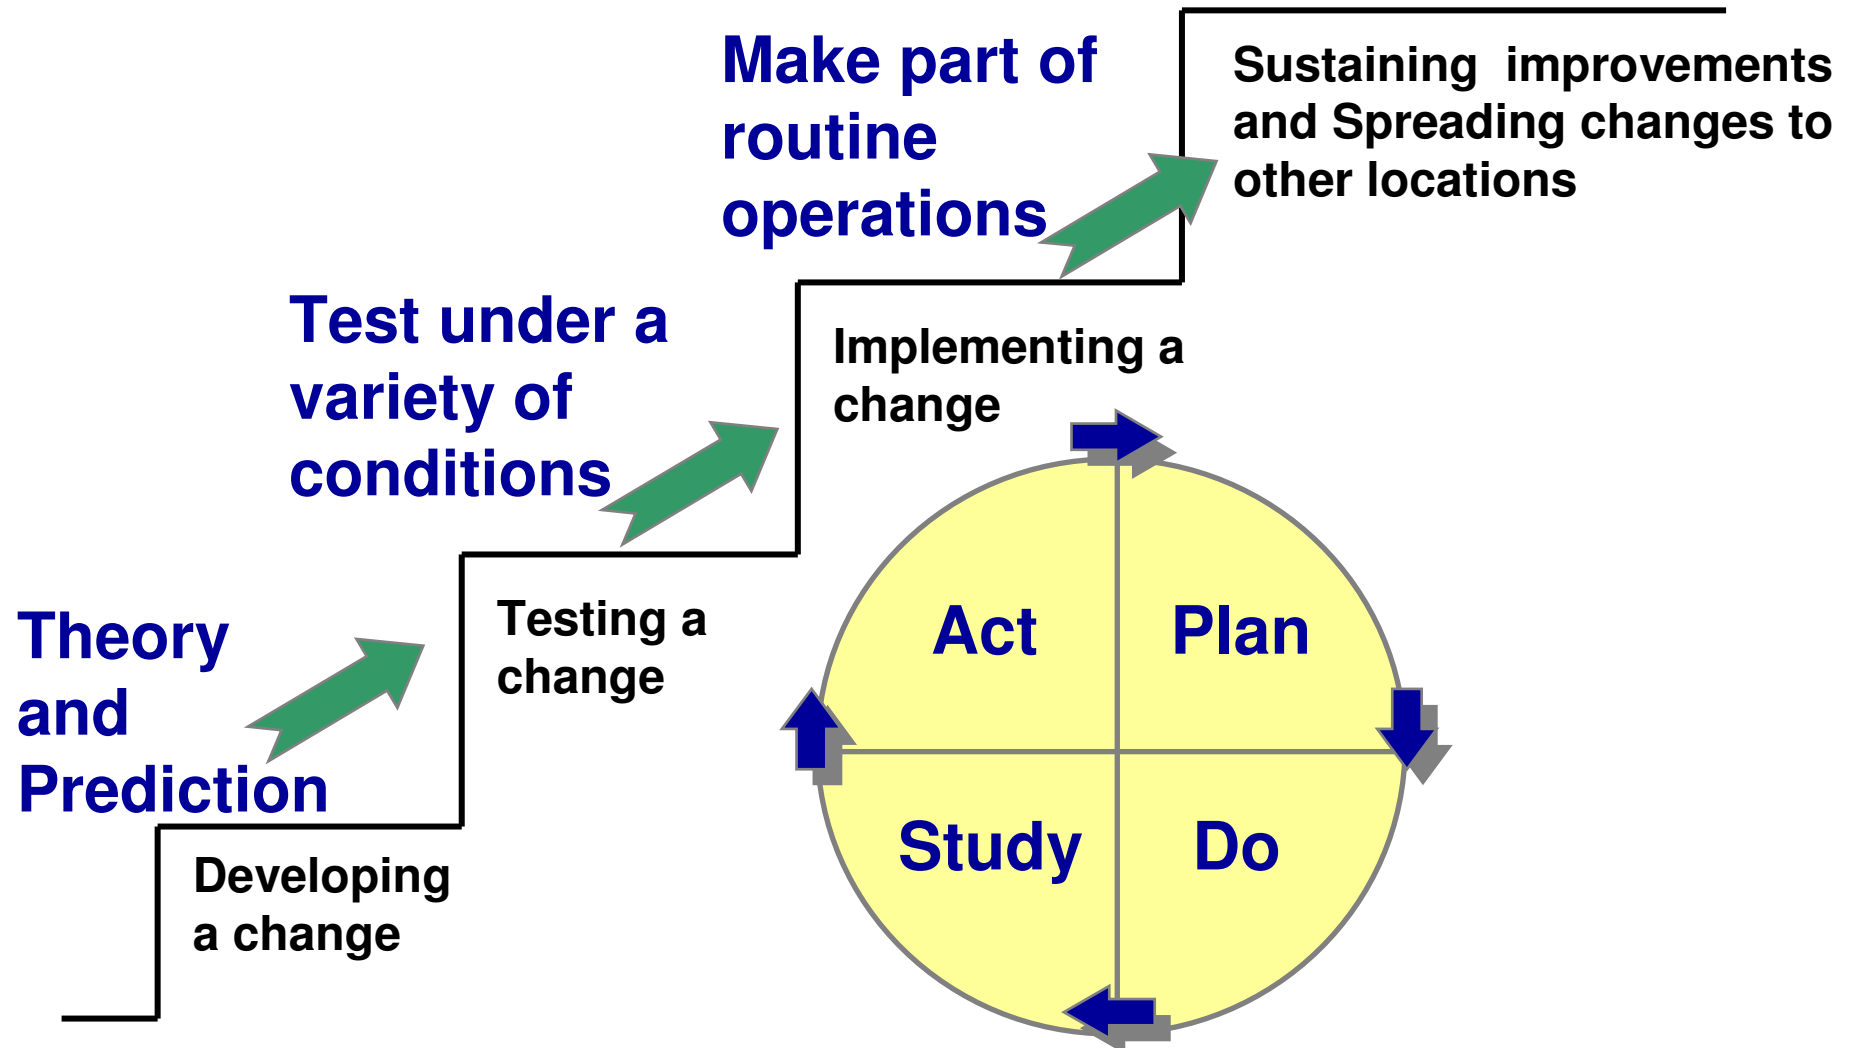 Make part of
routine
operations
Sustaining improvements
and Spreading changes to
other locations
Test under a
variety of
conditions
Implementing a
change
Theory
and
Prediction
Testing a
change
Developing
a change
Act
Plan
Study
Do